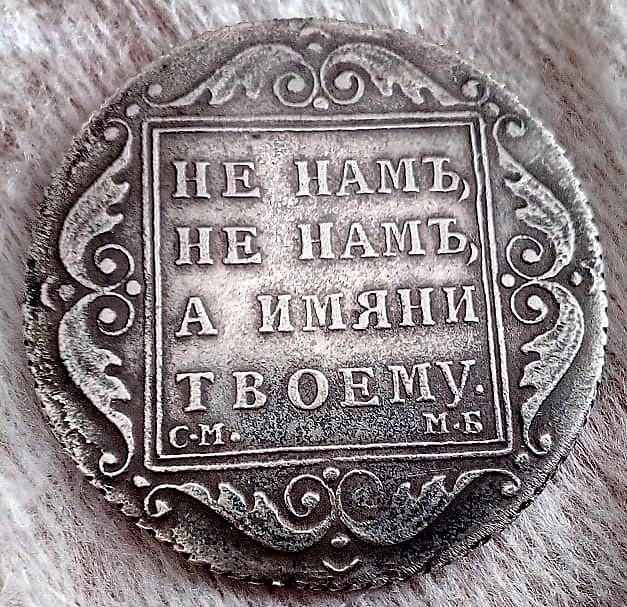 НЕ НАМЪ,
НЕ НАМЪ,
А ИМЯНИ
ТВОЕМУ.
С·М· М·Б